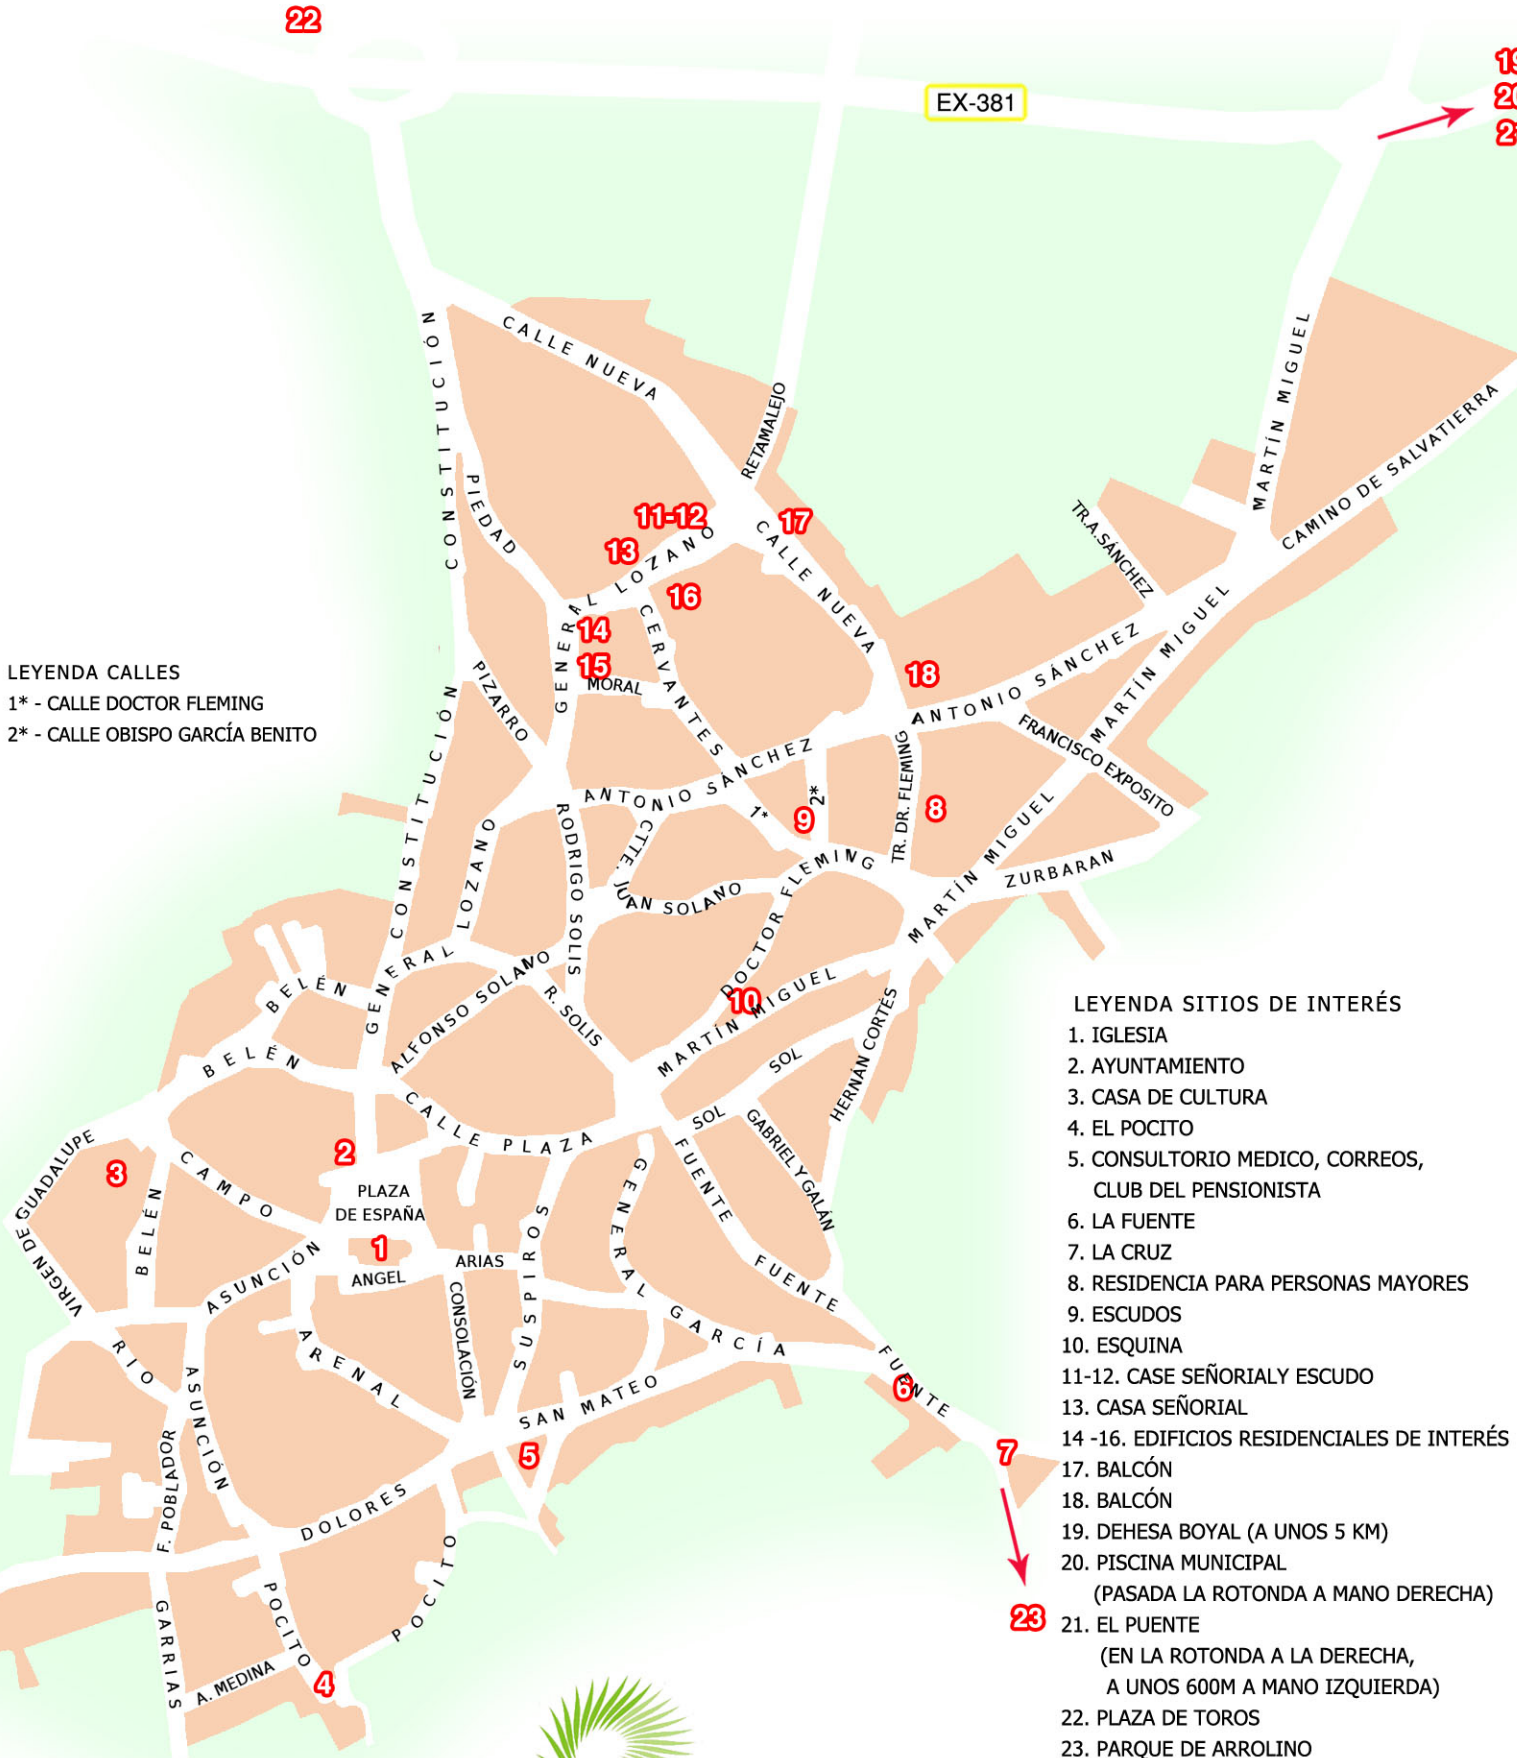 22
19
20
21
EX-381
CALLE NUEVA
CONSTITUCIÓN
MARTÍN MIGUEL
RETAMALEJO
CAMINO DE SALVATIERRA
PIEDAD
11-12
17
13
GENERAL LOZANO
CALLE NUEVA
TR.A.SÁNCHEZ
16
CERVANTES
14
15
MORAL
MARTÍN MIGUEL
LEYENDA CALLES
1* - CALLE DOCTOR FLEMING
2* - CALLE OBISPO GARCÍA BENITO
PIZARRO
18
ANTONIO SÁNCHEZ
FRANCISCO EXPOSITO
CONSTITUCIÓN
ANTONIO SÁNCHEZ
TR. DR. FLEMING
2*
1*
9
8
MARTÍN MIGUEL
RODRIGO SOLIS
CTTE. JUAN SOLANO
DOCTOR FLEMING
ZURBARAN
GENERAL LOZANO
ALFONSO SOLANO
R. SOLIS
10
MARTÍN MIGUEL
BELÉN
BELÉN
SOL
HERNÁN CORTÉS
SOL
GABRIEL Y GALÁN
CALLE PLAZA
2
3
VIRGEN DE GUADALUPE
CAMPO
BELÉN
PLAZA
DE ESPAÑA
1
ANGEL
ARIAS
ASUNCIÓN
CONSOLACIÓN
SUSPIROS
GENERAL GARCÍA
FUENTE
FUENTE
FUENTE
RIO
ARENAL
ASUNCIÓN
SAN MATEO
5
6
7
F. POBLADOR
DOLORES
POCITO
POCITO
GARRIAS
A. MEDINA
4
23
LEYENDA SITIOS DE INTERÉS
1. IGLESIA
2. AYUNTAMIENTO
3. CASA DE CULTURA
4. EL POCITO
5. CONSULTORIO MEDICO, CORREOS,
CLUB DEL PENSIONISTA
6. LA FUENTE
7. LA CRUZ
8. RESIDENCIA PARA PERSONAS MAYORES
9. ESCUDOS
10. ESQUINA
11-12. CASE SEÑORIALY ESCUDO
13. CASA SEÑORIAL
14 -16. EDIFICIOS RESIDENCIALES DE INTERÉS
17. BALCÓN
18. BALCÓN
19. DEHESA BOYAL (A UNOS 5 KM)
20. PISCINA MUNICIPAL
(PASADA LA ROTONDA A MANO DERECHA)
21. EL PUENTE
(EN LA ROTONDA A LA DERECHA,
A UNOS 600M A MANO IZQUIERDA)
22. PLAZA DE TOROS
23. PARQUE DE ARROLINO